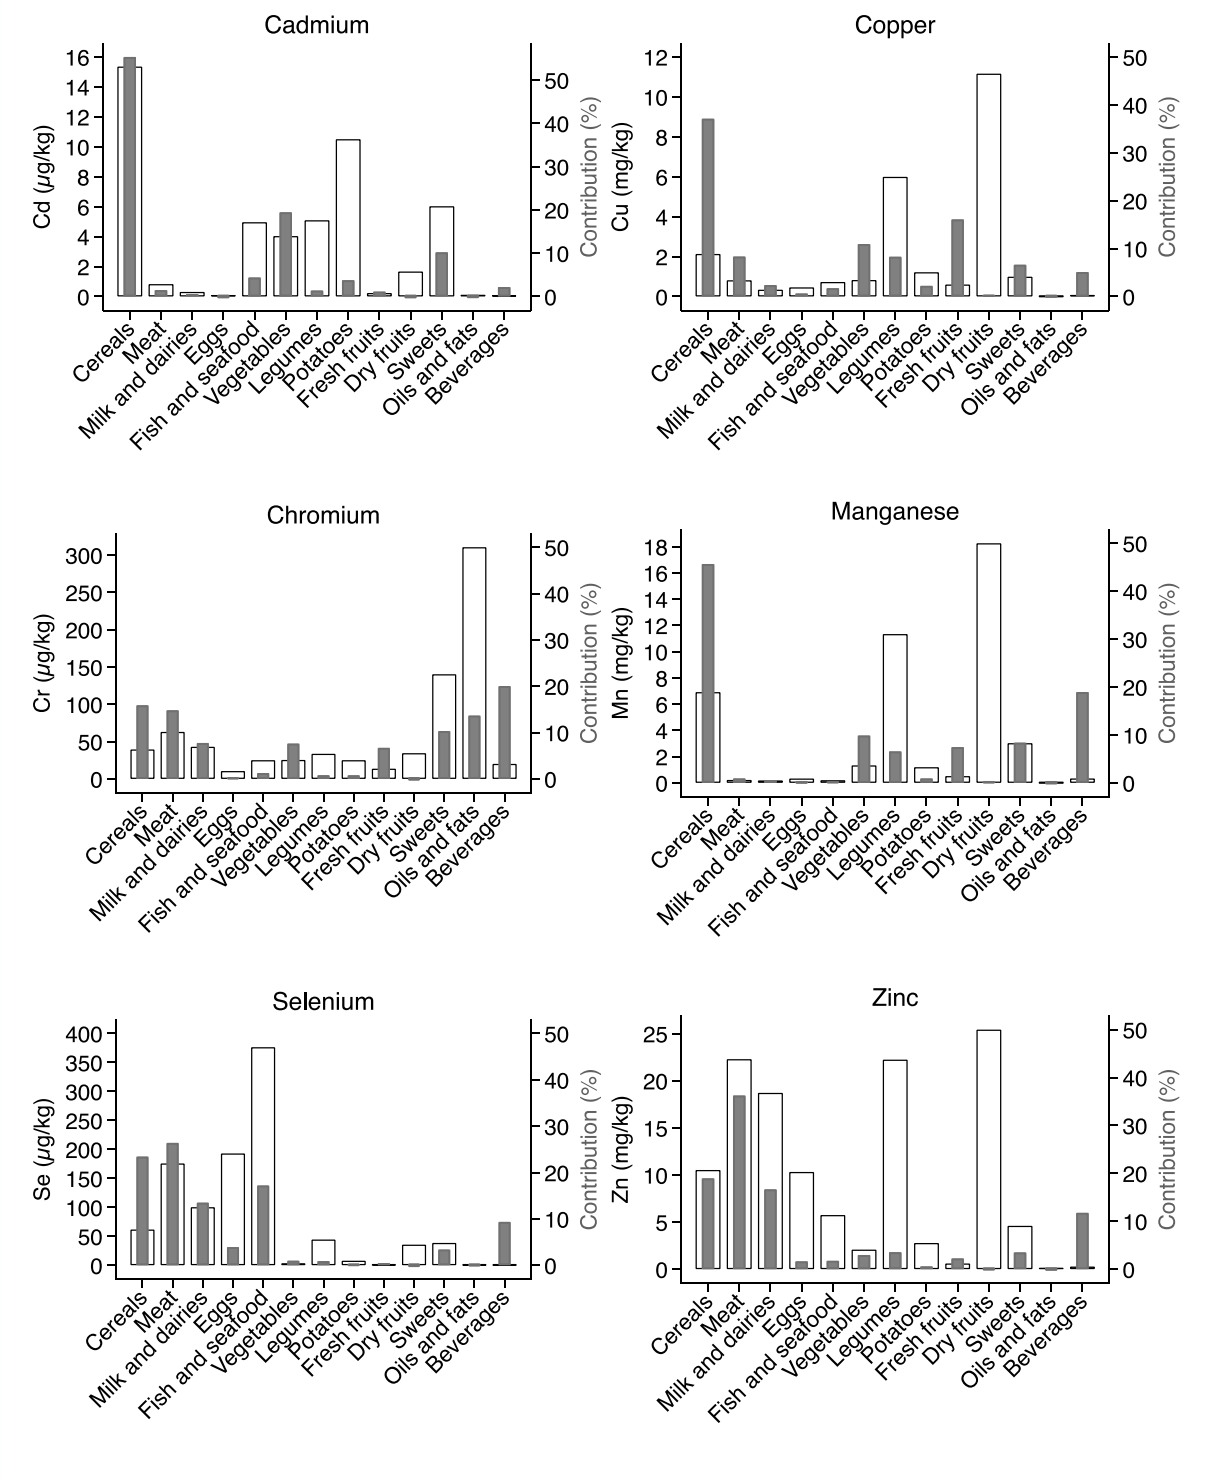 Cadmium
16
14
12
10
8
6
4
2
0
Cd (µg/kg)
50
40
30
20
10
0
Contribution (%)
Cereals
Meat
Milk and dairies
Eggs
Fish and seafood
Vegetables
Legumes
Potatoes
Fresh fruits
Dry fruits
Sweets
Oils and fats
Beverages
Copper
12
10
8
6
4
2
0
Cu (mg/kg)
50
40
30
20
10
0
Contribution (%)
Cereals
Meat
Milk and dairies
Eggs
Fish and seafood
Vegetables
Legumes
Potatoes
Fresh fruits
Dry fruits
Sweets
Oils and fats
Beverages
Chromium
300
250
200
150
100
50
0
Cr (µg/kg)
50
40
30
20
10
0
Contribution (%)
Cereals
Meat
Milk and dairies
Eggs
Fish and seafood
Vegetables
Legumes
Potatoes
Fresh fruits
Dry fruits
Sweets
Oils and fats
Beverages
Manganese
18
16
14
12
10
8
6
4
2
0
Mn (mg/kg)
50
40
30
20
10
0
Contribution (%)
Cereals
Meat
Milk and dairies
Eggs
Fish and seafood
Vegetables
Legumes
Potatoes
Fresh fruits
Dry fruits
Sweets
Oils and fats
Beverages
Selenium
400
350
300
250
200
150
100
50
0
Se (µg/kg)
50
40
30
20
10
0
Contribution (%)
Cereals
Meat
Milk and dairies
Eggs
Fish and seafood
Vegetables
Legumes
Potatoes
Fresh fruits
Dry fruits
Sweets
Oils and fats
Beverages
Zinc
25
20
15
10
5
0
Zn (mg/kg)
50
40
30
20
10
0
Contribution (%)
Cereals
Meat
Milk and dairies
Eggs
Fish and seafood
Vegetables
Legumes
Potatoes
Fresh fruits
Dry fruits
Sweets
Oils and fats
Beverages